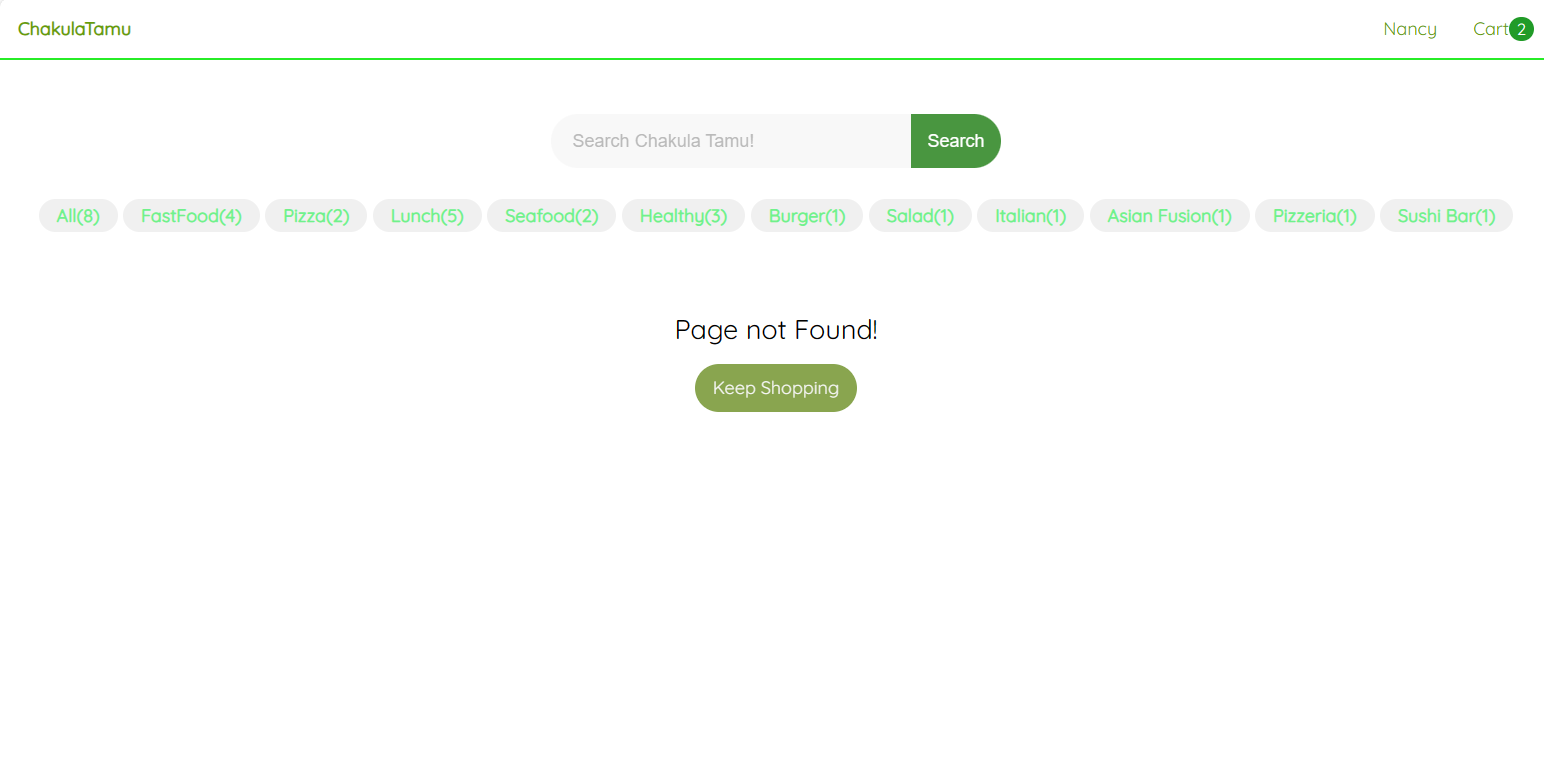 ChakulaTamu Nancy Cart 2
Search Chakula Tamu! Search
All(8) FastFood(4) Pizza(2) Lunch(5) Seafood(2) Healthy(3) Burger(1) Salad(1) Italian(1) Asian Fusion(1) Pizzeria(1) Sushi Bar(1)
Page not Found!
Keep Shopping